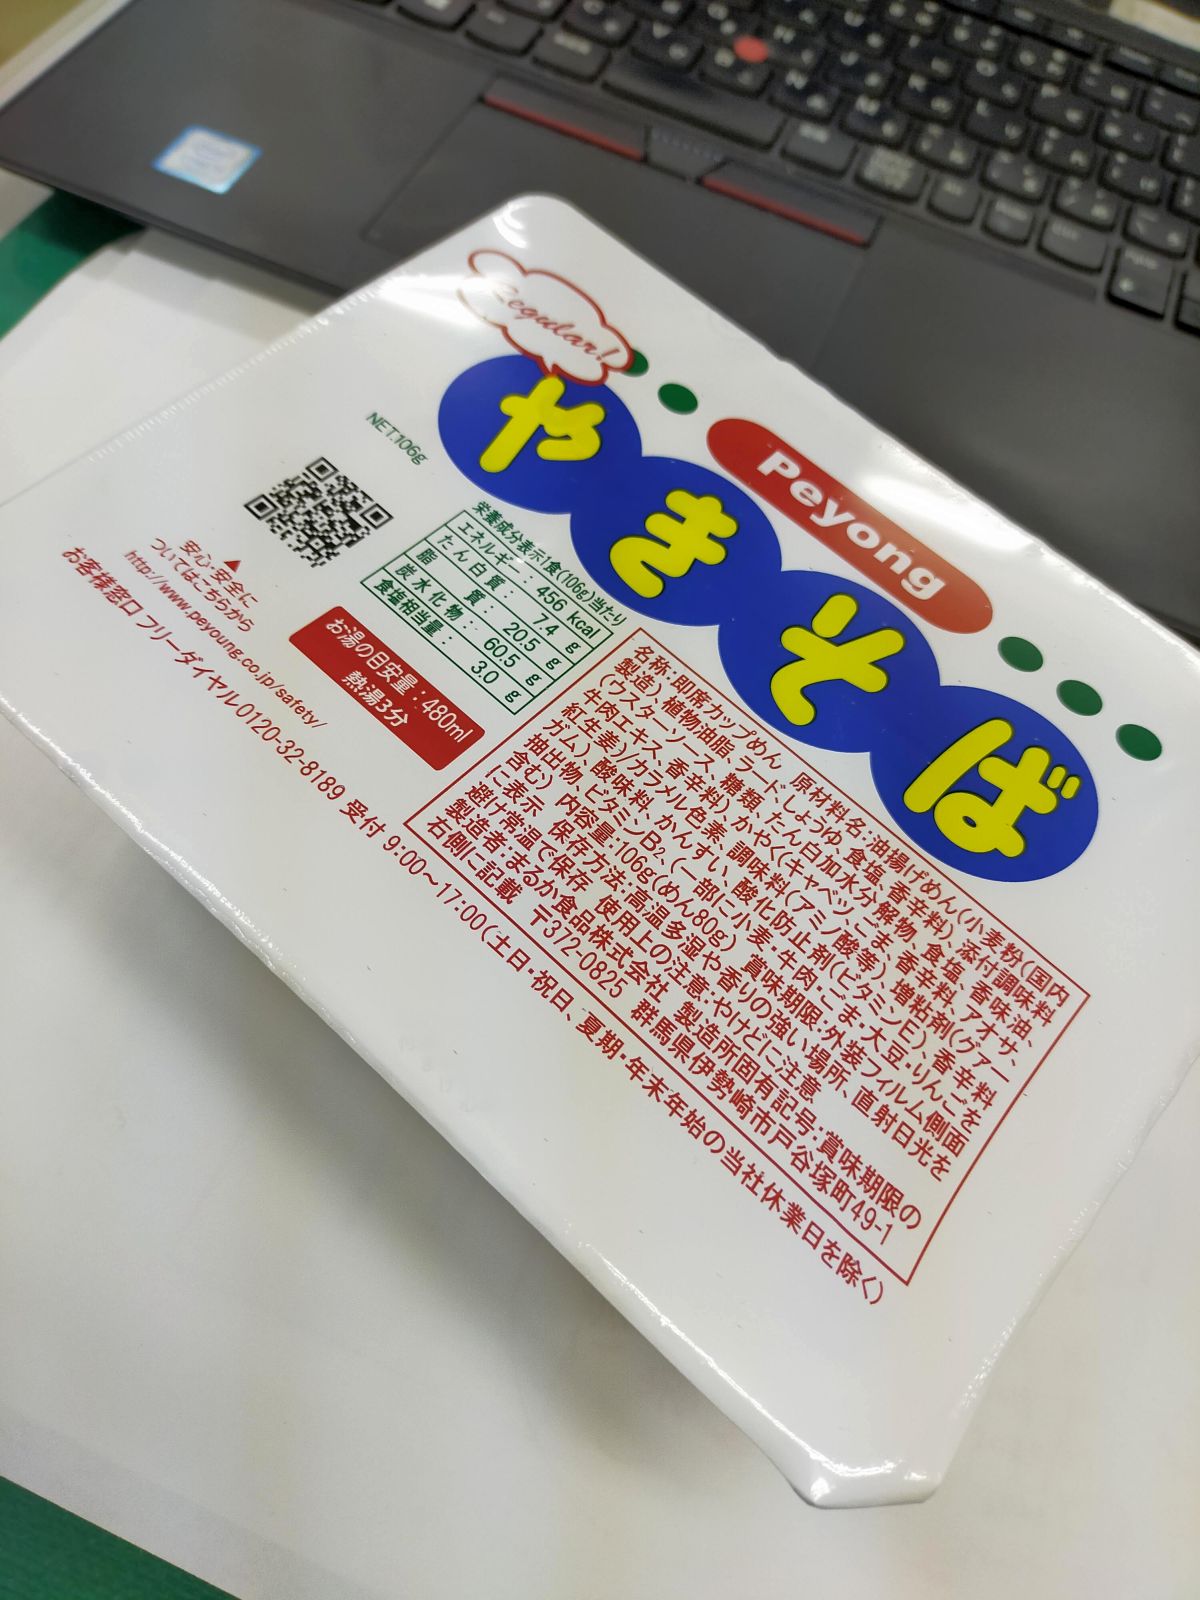 Regular!
Peyong
やきそば
NET.106g
栄養成分表示1食(106g)当たり
エネルギー: 456 kcal
たん白質: 7.4 g
脂質: 20.5 g
炭水化物: 60.5 g
食塩相当量: 3.0 g
お湯の目安量:480ml
熱湯3分
▲
安心・安全に
ついてはこちらから
http://www.peyoung.co.jp/safety/
お客様窓口 フリーダイヤル0120-32-8189 受付 9:00~17:00(土日・祝日、夏期・年末年始の当社休業日を除く)
名称:即席カップめん 原材料名:油揚げめん(小麦粉(国内
製造)、植物油脂、ラード、しょうゆ、食塩、香辛料)、添付調味料
(ウスターソース、糖類、たん白加水分解物、食塩、香味油、
牛肉エキス、香辛料)、かやく(キャベツ、ごま、香辛料、アオサ、
紅生姜)/カラメル色素、調味料(アミノ酸等)、増粘剤(グァー
ガム)、酸味料、かんすい、酸化防止剤(ビタミンE)、香辛料
抽出物、ビタミンB₂、(一部に小麦・牛肉・ごま・大豆・りんごを
含む) 内容量:106g(めん80g) 賞味期限:外装フィルム側面
に表示 保存方法:高温多湿や香りの強い場所、直射日光を
避け常温で保存 使用上の注意:やけどに注意
製造者:まるか食品株式会社 製造所固有記号:賞味期限の
右側に記載 〒372-0825 群馬県伊勢崎市戸谷塚町49-1